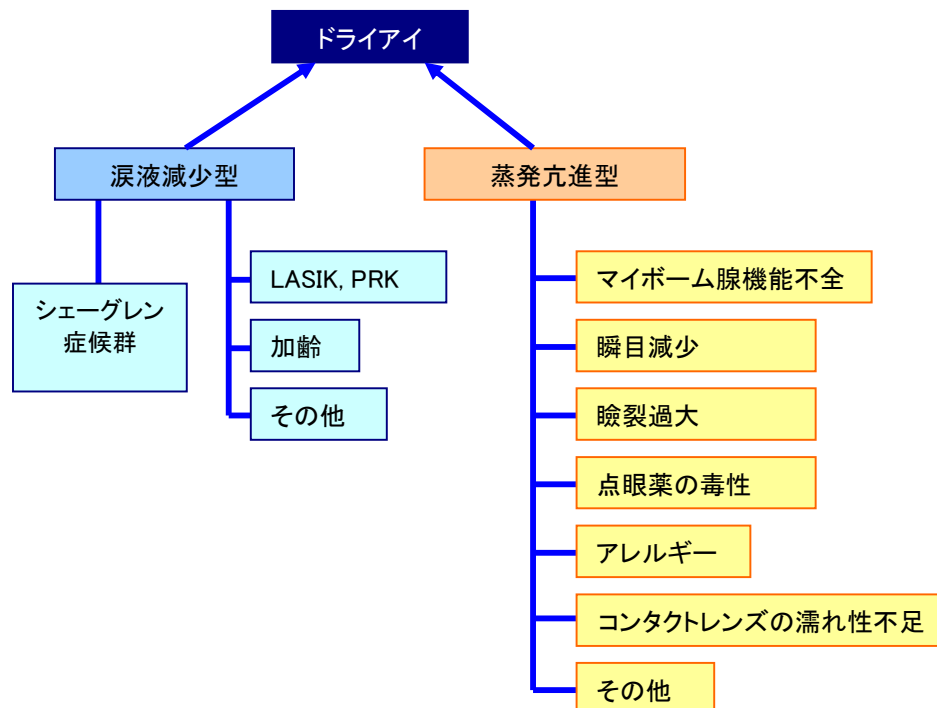 ドライアイ
涙液減少型
蒸発亢進型
シェーグレン
症候群
LASIK, PRK
加齢
その他
マイボーム腺機能不全
瞬目減少
瞼裂過大
点眼薬の毒性
アレルギー
コンタクトレンズの濡れ性不足
その他